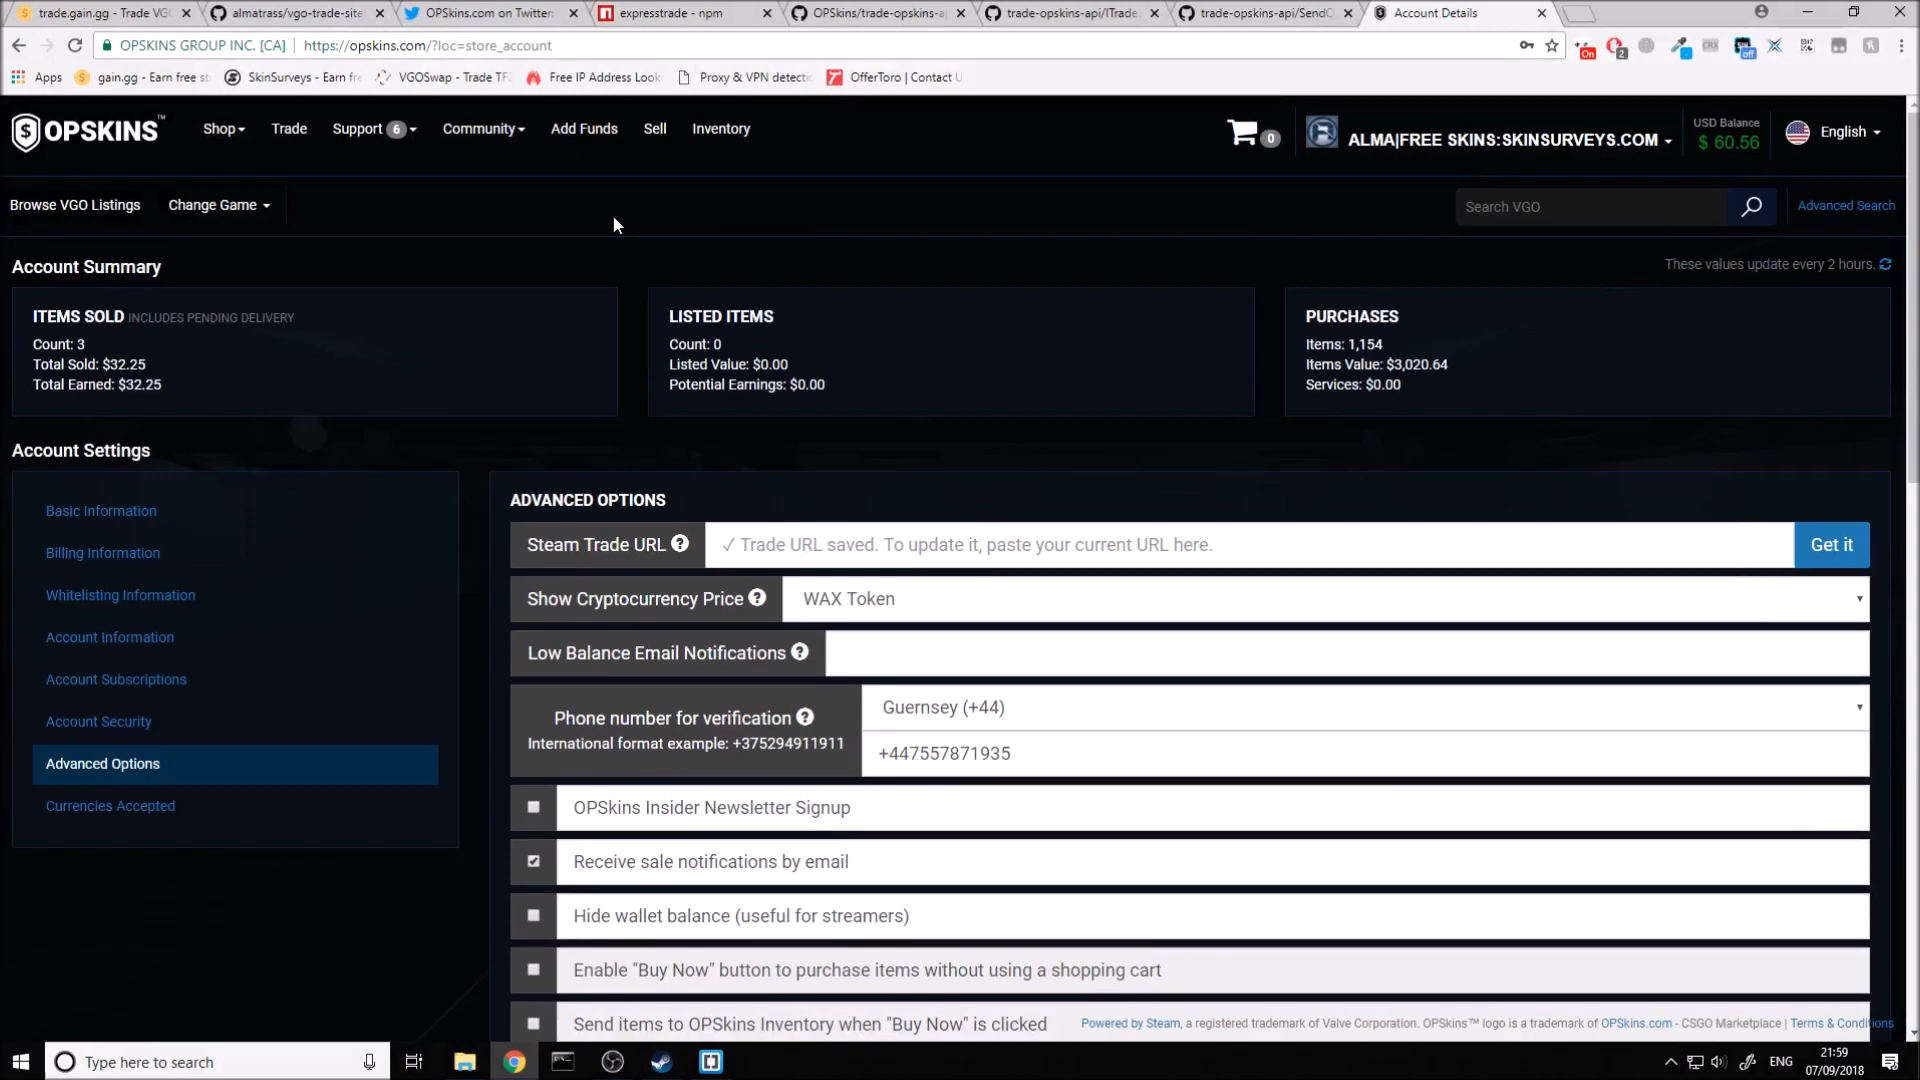 trade.gain.gg - Trade VG
almatrass/vgo-trade-site
OPSkins.com on Twitter
expresstrade - npm
OPSkins/trade-opskins-a
trade-opskins-api/ITrade
trade-opskins-api/SendO
Account Details
OPSKINS GROUP INC. [CA] | https://opskins.com/?loc=store_account
Apps
gain.gg - Earn free s
SkinSurveys - Earn fr
VGOSwap - Trade TF
Free IP Address Look
Proxy & VPN detecti
OfferToro | Contact U
OPSKINS™
Shop
Trade
Support 6
Community
Add Funds
Sell
Inventory
0
ALMA|FREE SKINS:SKINSURVEYS.COM
USD Balance
$ 60.56
English
Browse VGO Listings
Change Game
Search VGO
Advanced Search
Account Summary
These values update every 2 hours.
ITEMS SOLD INCLUDES PENDING DELIVERY
Count: 3
Total Sold: $32.25
Total Earned: $32.25
LISTED ITEMS
Count: 0
Listed Value: $0.00
Potential Earnings: $0.00
PURCHASES
Items: 1,154
Items Value: $3,020.64
Services: $0.00
Account Settings
Basic Information
Billing Information
Whitelisting Information
Account Information
Account Subscriptions
Account Security
Advanced Options
Currencies Accepted
ADVANCED OPTIONS
Steam Trade URL ?
✓ Trade URL saved. To update it, paste your current URL here.
Get it
Show Cryptocurrency Price ?
WAX Token
Low Balance Email Notifications ?
Phone number for verification ?
International format example: +375294911911
Guernsey (+44)
+447557871935
OPSkins Insider Newsletter Signup
Receive sale notifications by email
Hide wallet balance (useful for streamers)
Enable "Buy Now" button to purchase items without using a shopping cart
Send items to OPSkins Inventory when "Buy Now" is clicked
Powered by Steam, a registered trademark of Valve Corporation. OPSkins™ logo is a trademark of OPSkins.com - CSGO Marketplace | Terms & Conditions
Type here to search
ENG
21:59
07/09/2018